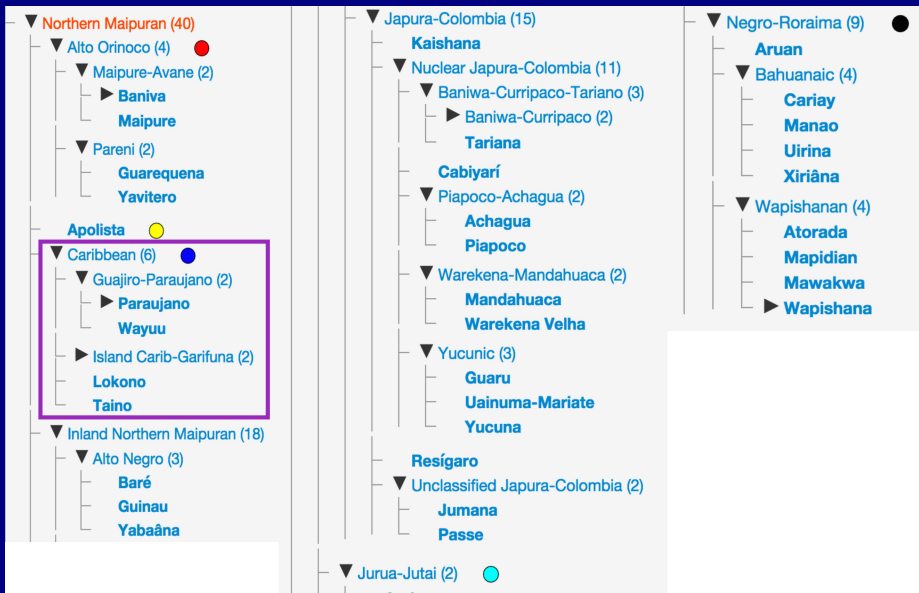 Northern Maipuran (40)
Alto Orinoco (4)
Maipure-Avane (2)
Baniva
Maipure
Pareni (2)
Guarequena
Yavitero
Apolista
Caribbean (6)
Guajiro-Paraujano (2)
Paraujano
Wayuu
Island Carib-Garifuna (2)
Lokono
Taino
Inland Northern Maipuran (18)
Alto Negro (3)
Baré
Guinau
Yabaâna
Japura-Colombia (15)
Kaishana
Nuclear Japura-Colombia (11)
Baniwa-Curripaco-Tariano (3)
Baniwa-Curripaco (2)
Tariana
Cabiyarí
Piapoco-Achagua (2)
Achagua
Piapoco
Warekena-Mandahuaca (2)
Mandahuaca
Warekena Velha
Yucunic (3)
Guaru
Uainuma-Mariate
Yucuna
Resígaro
Unclassified Japura-Colombia (2)
Jumana
Passe
Jurua-Jutai (2)
Negro-Roraima (9)
Aruan
Bahuanaic (4)
Cariay
Manao
Uirina
Xiriâna
Wapishanan (4)
Atorada
Mapidian
Mawakwa
Wapishana